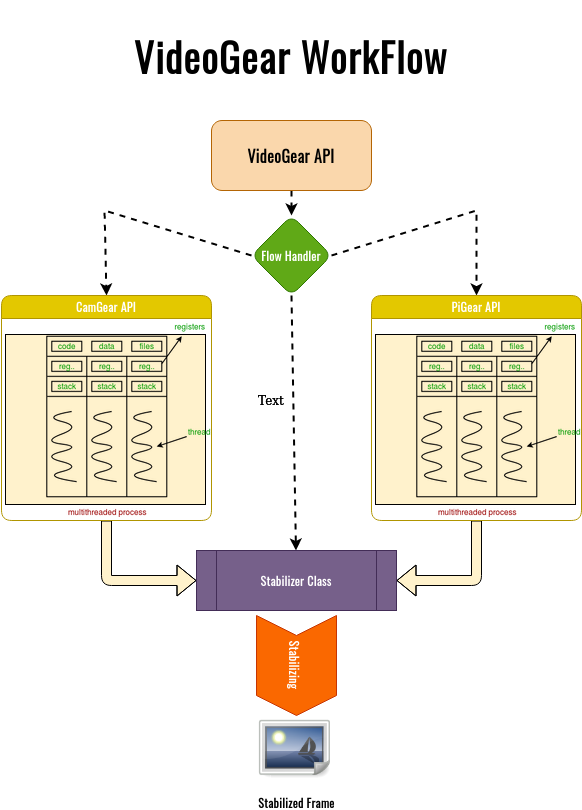 VideoGear WorkFlow
VideoGear API
Flow Handler
CamGear API
registers
code data files
reg.. reg.. reg..
stack stack stack
thread
multithreaded process
PiGear API
registers
code data files
reg.. reg.. reg..
stack stack stack
thread
multithreaded process
Text
Stabilizer Class
Stabilizing
Stabilized Frame